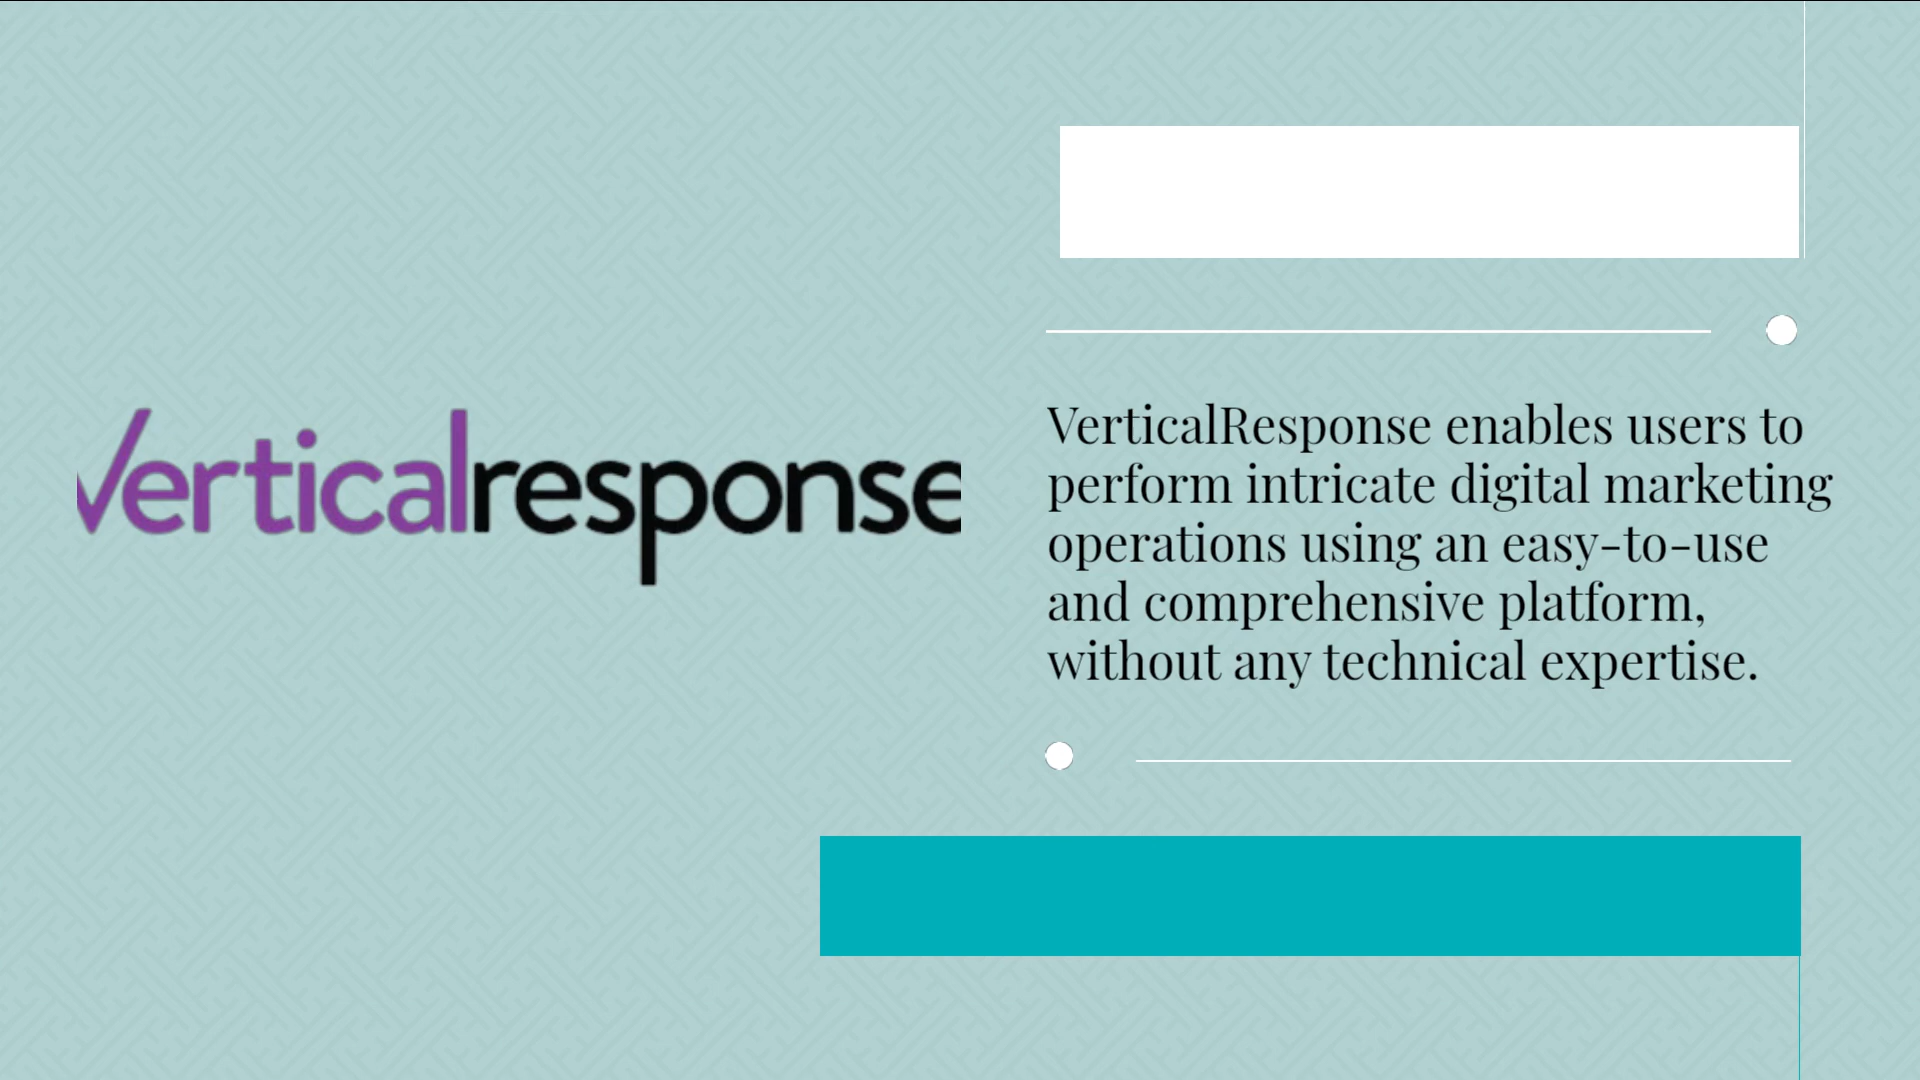 Verticalresponse
VerticalResponse enables users to
perform intricate digital marketing
operations using an easy-to-use
and comprehensive platform,
without any technical expertise.